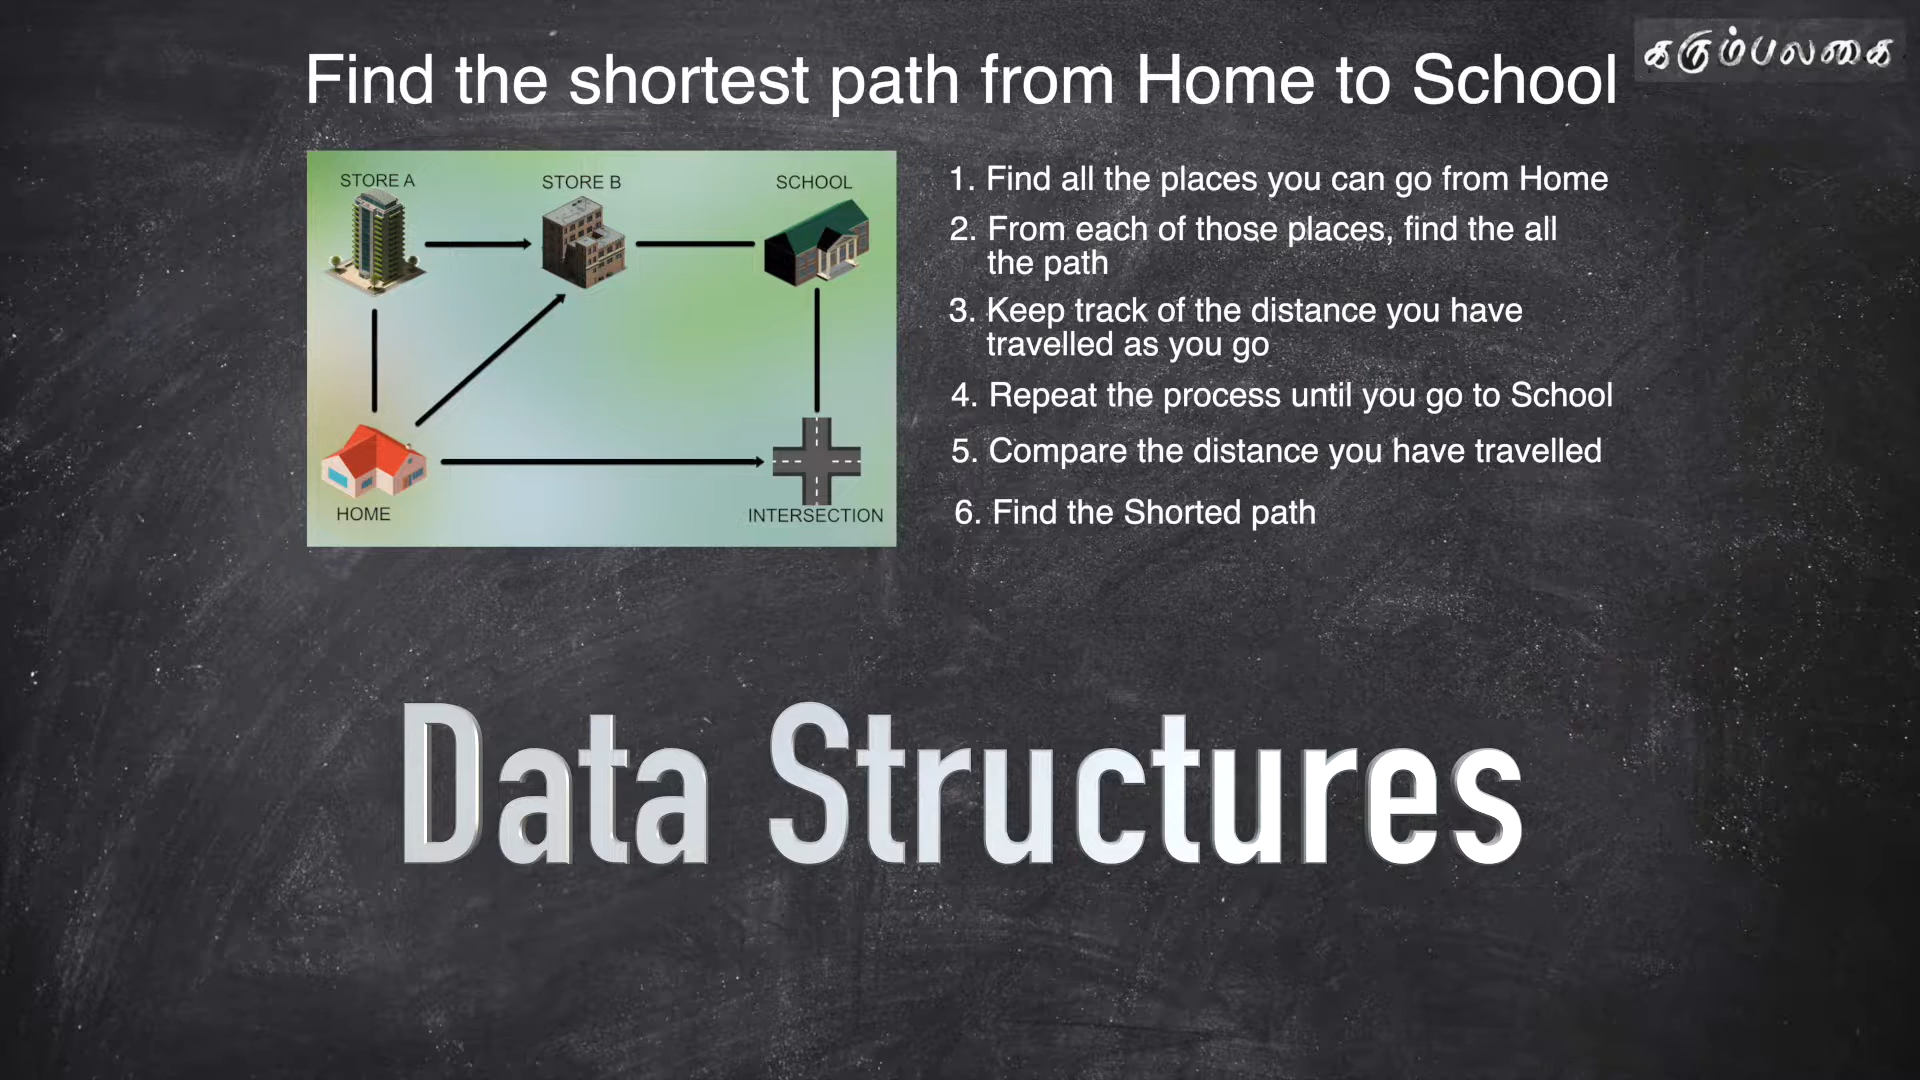 Find the shortest path from Home to School
கரும்பலகை
STORE A
STORE B
SCHOOL
HOME
INTERSECTION
1. Find all the places you can go from Home
2. From each of those places, find the all
the path
3. Keep track of the distance you have
travelled as you go
4. Repeat the process until you go to School
5. Compare the distance you have travelled
6. Find the Shorted path
Data Structures